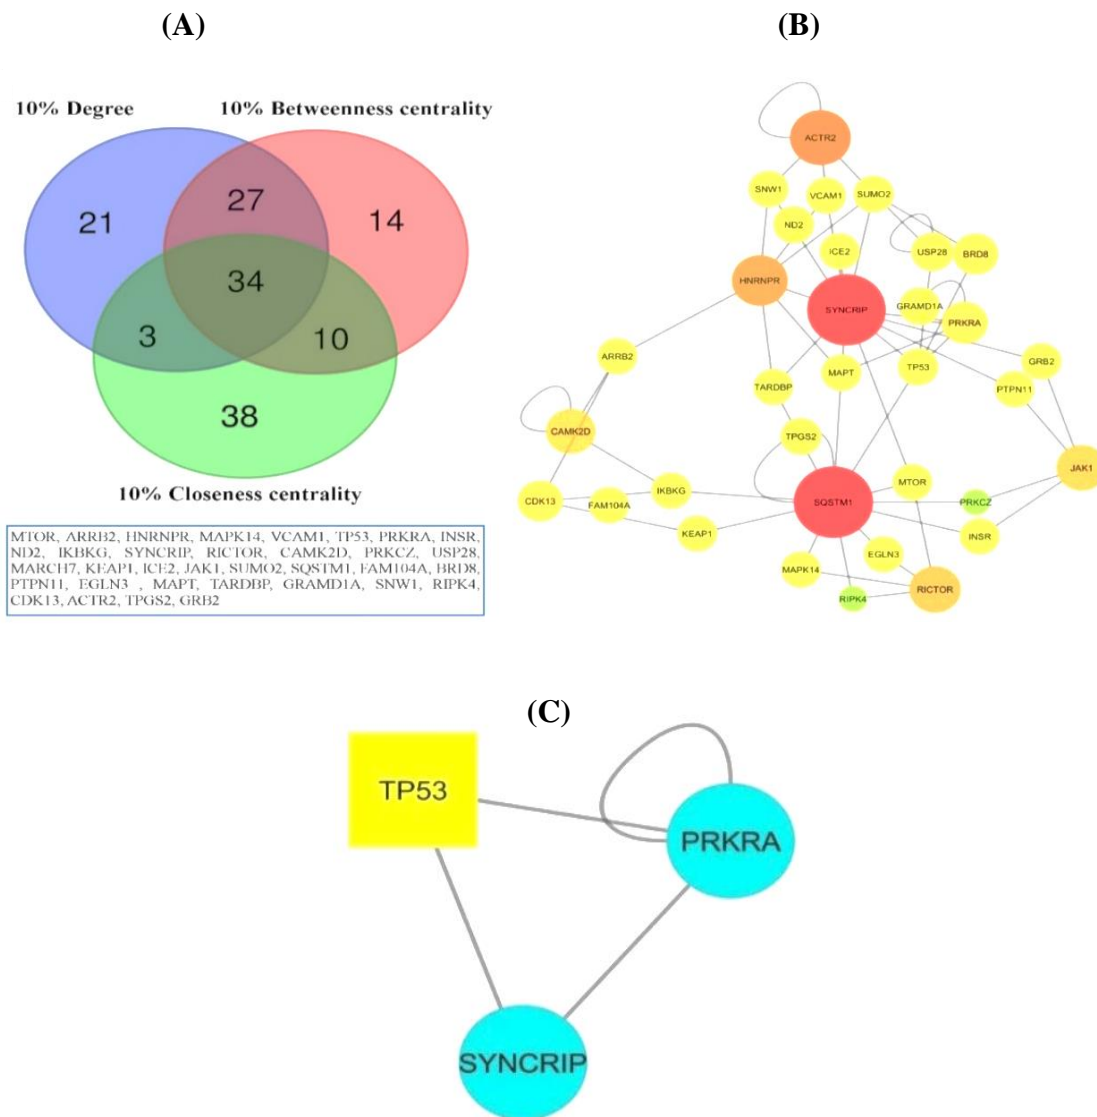 (A)
(B)
10% Degree
10% Betweenness centrality
21
27
14
34
3
10
38
10% Closeness centrality
MTOR, ARRB2, HNRNPR, MAPK14, VCAM1, TP53, PRKRA, INSR,
ND2, IKBKG, SYNCRIP, RICTOR, CAMK2D, PRKCZ, USP28,
MARCH7, KEAP1, ICE2, JAK1, SUMO2, SQSTM1, FAM104A, BRD8,
PTPN11, EGLN3 , MAPT, TARDBP, GRAMD1A, SNW1, RIPK4,
CDK13, ACTR2, TPGS2, GRB2
ACTR2
SNW1
VCAM1
SUMO2
ND2
ICE2
USP28
BRD8
HNRNPR
SYNCRIP
GRAMD1A
PRKRA
ARRB2
TARDBP
MAPT
TP53
GRB2
PTPN11
CAMK2D
TPGS2
JAK1
CDK13
FAM104A
IKBKG
SQSTM1
MTOR
PRKCZ
KEAP1
INSR
EGLN3
MAPK14
RIPK4
RICTOR
(C)
TP53
PRKRA
SYNCRIP